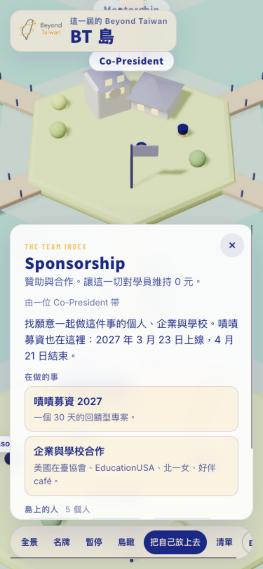 Beyond
Taiwan
這一屆的 Beyond Taiwan
BT 島
Co-President
THE TEAM INDEX
Sponsorship
×
贊助與合作。讓這一切對學員維持 0 元。
由一位 Co-President 帶
找願意一起做這件事的個人、企業與學校。嘖嘖
募資也在這裡：2027 年 3 月 23 日上線，4 月
21 日結束。
在做的事
嘖嘖募資 2027
一個 30 天的回饋型專案。
企業與學校合作
美國在臺協會、EducationUSA、北一女、好伴
café。
島上的人 5 個人
全景 名牌 暫停 鳥瞰 把自己放上去 清單